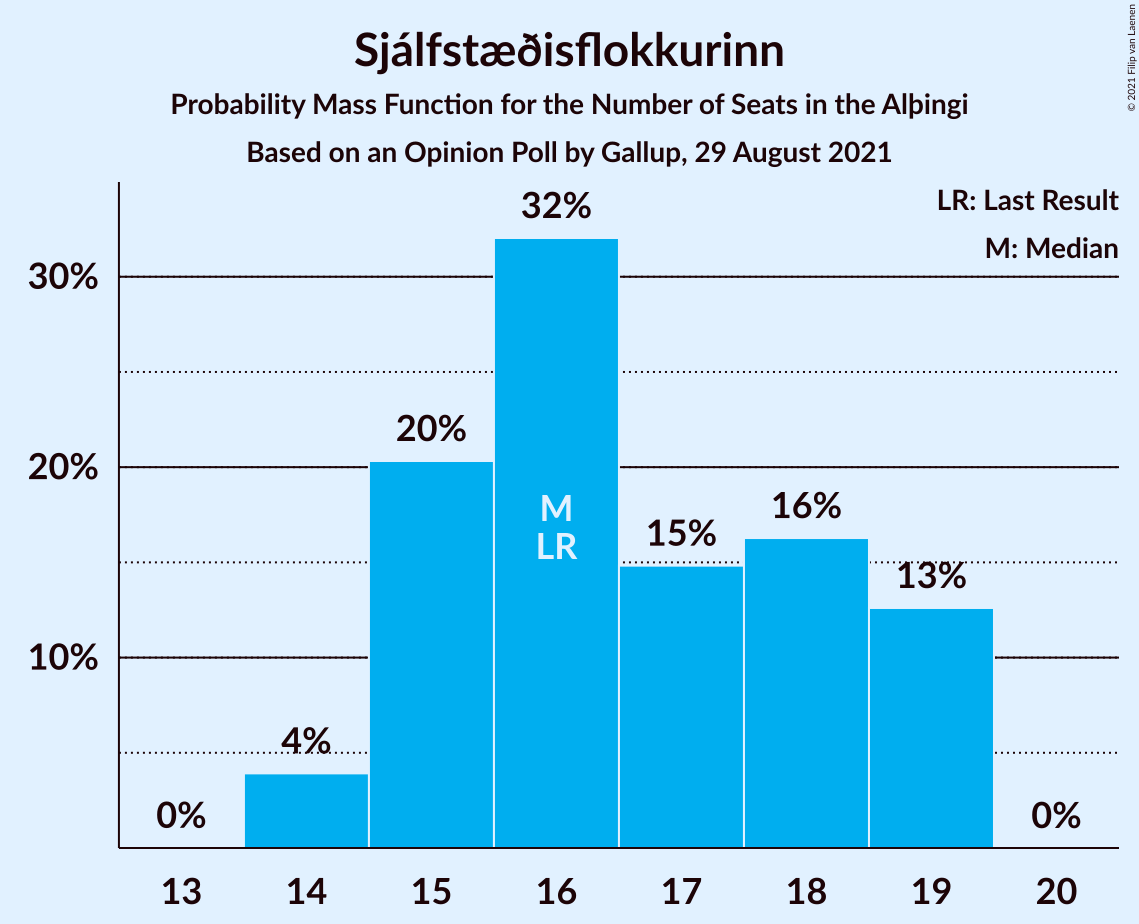 Sjálfstæðisflokkurinn
Probability Mass Function for the Number of Seats in the Alþingi
Based on an Opinion Poll by Gallup, 29 August 2021
© 2021 Filip van Laenen
LR: Last Result
M: Median
30%
20%
10%
0%
4%
20%
32%
M
LR
15%
16%
13%
0%
13 14 15 16 17 18 19 20